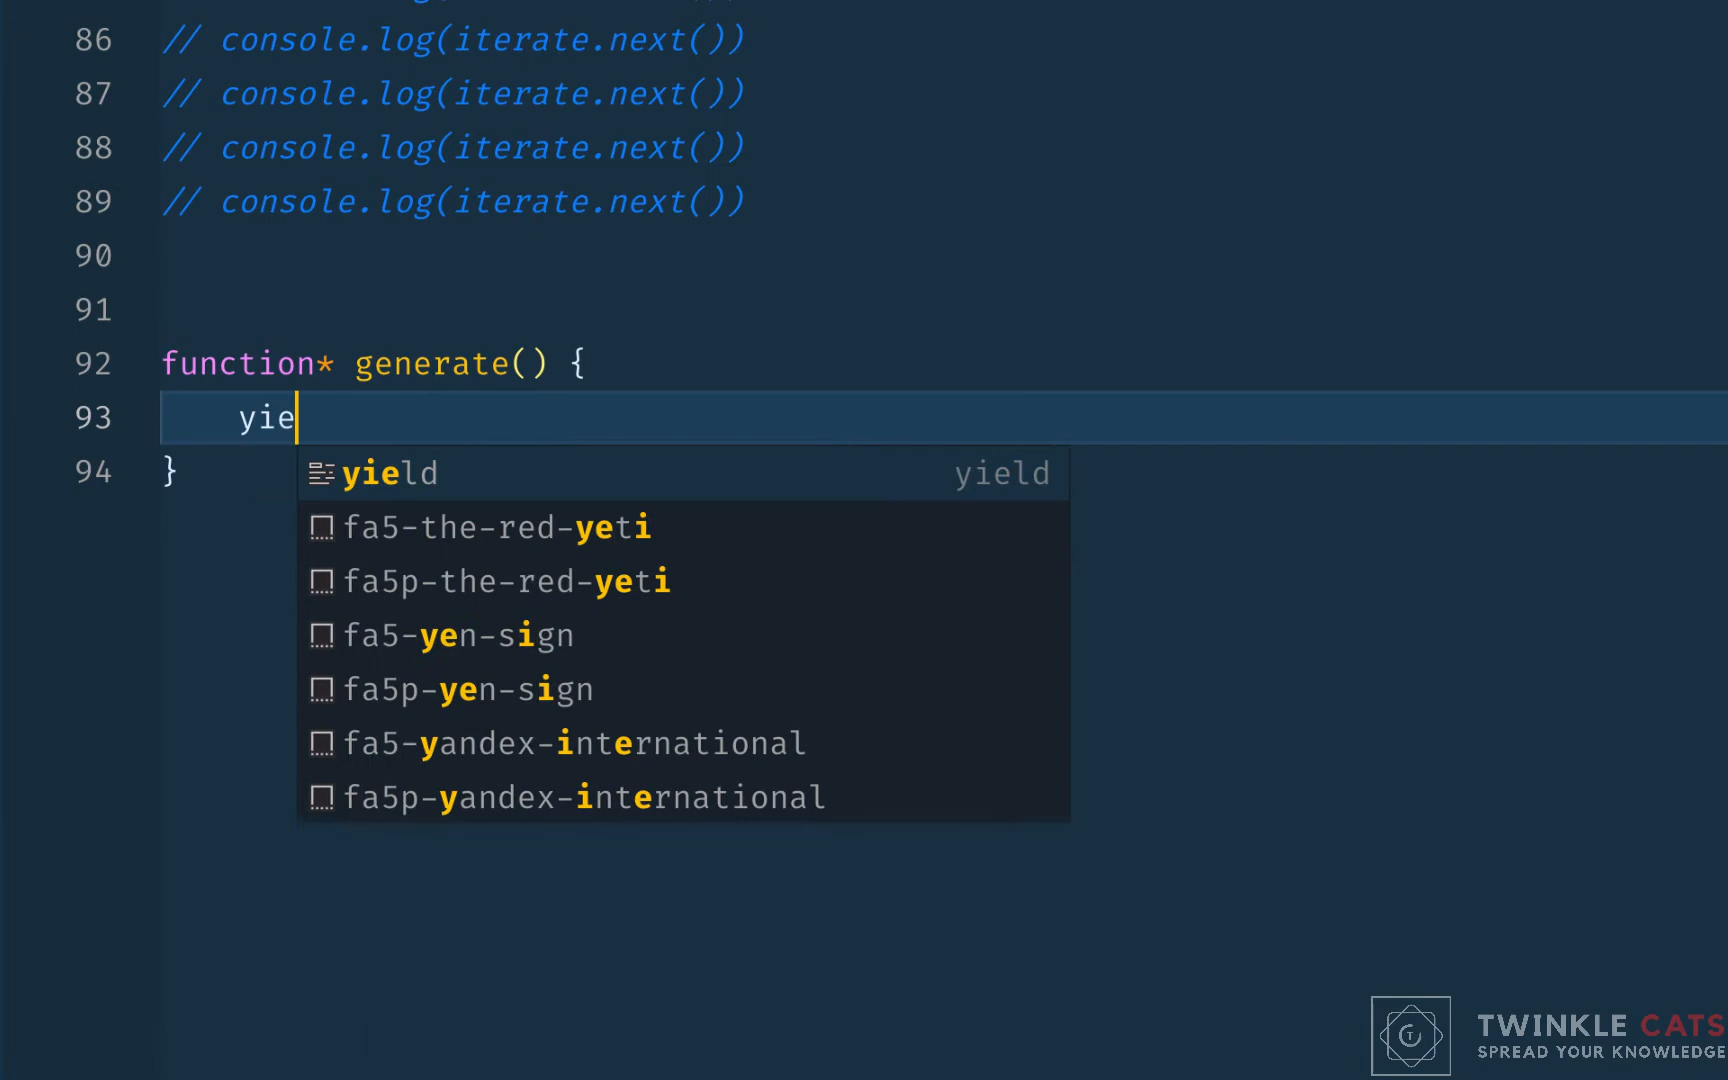 86 // console.log(iterate.next())
87 // console.log(iterate.next())
88 // console.log(iterate.next())
89 // console.log(iterate.next())
90
91
92 function* generate() {
93 yie
94 }
yield yield
fa5-the-red-yeti
fa5p-the-red-yeti
fa5-yen-sign
fa5p-yen-sign
fa5-yandex-international
fa5p-yandex-international
TWINKLE CATS
SPREAD YOUR KNOWLEDGE